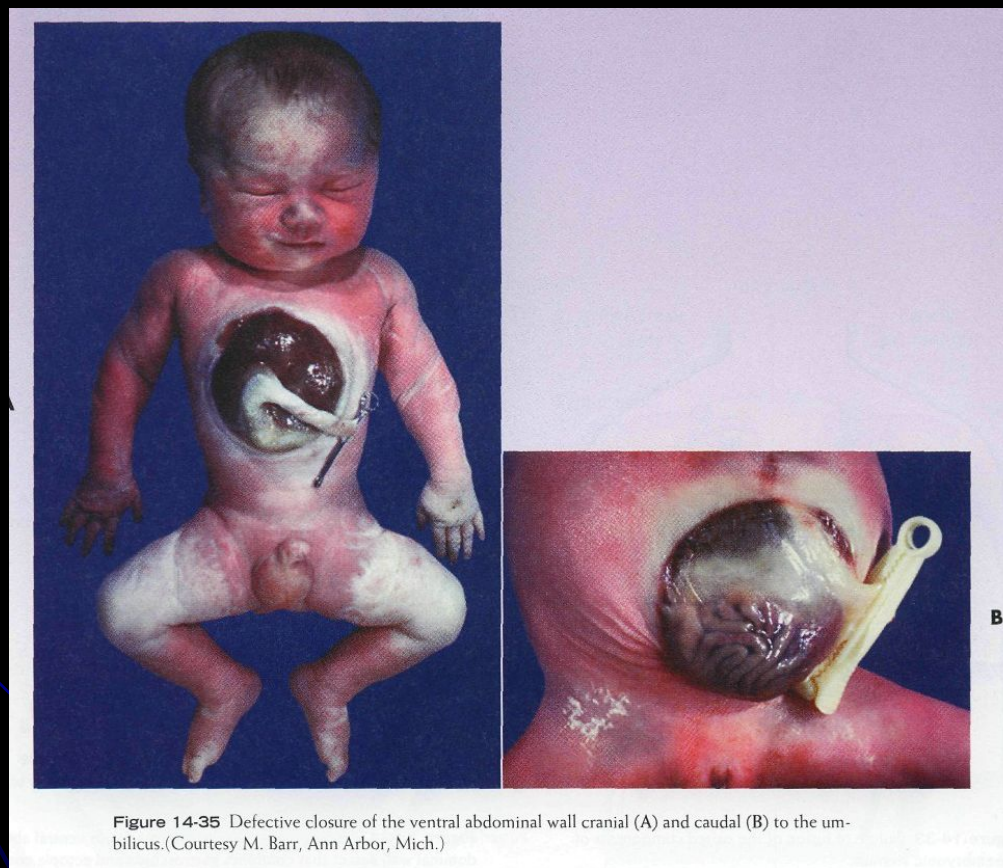 A
B
Figure 14-35 Defective closure of the ventral abdominal wall cranial (A) and caudal (B) to the um-
bilicus.(Courtesy M. Barr, Ann Arbor, Mich.)